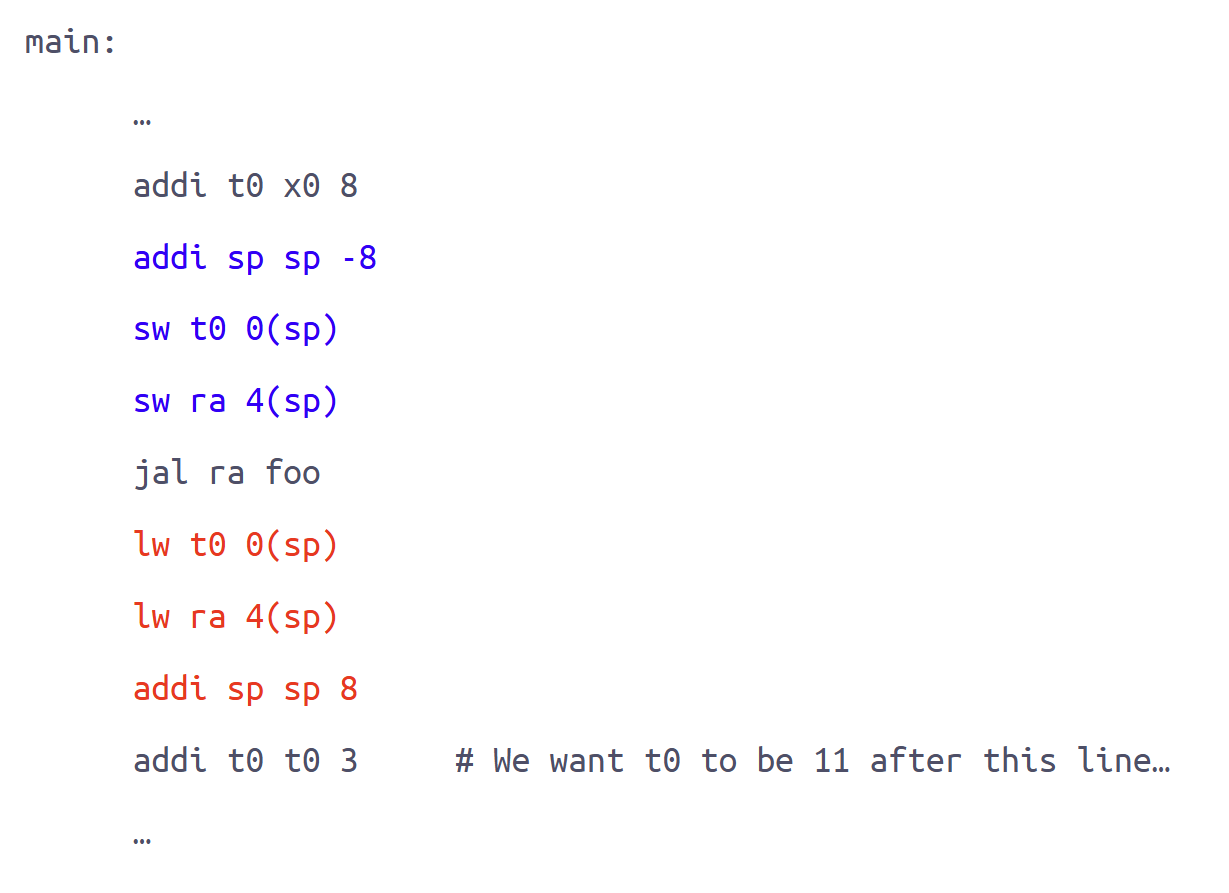 main:
…
addi t0 x0 8
addi sp sp -8
sw t0 0(sp)
sw ra 4(sp)
jal ra foo
lw t0 0(sp)
lw ra 4(sp)
addi sp sp 8
addi t0 t0 3 # We want t0 to be 11 after this line…
…